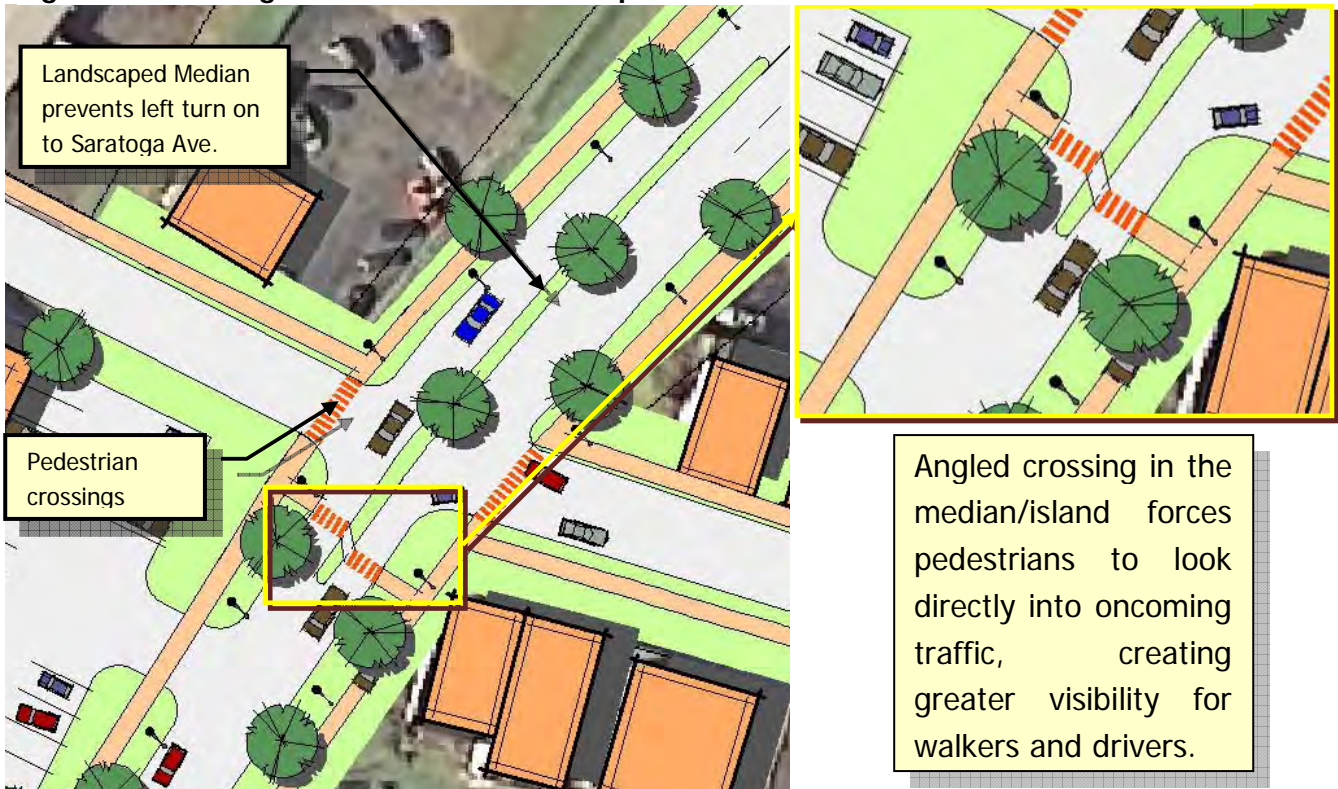 Landscaped Median
prevents left turn on
to Saratoga Ave.
Pedestrian
crossings
Angled crossing in the
median/island forces
pedestrians to look
directly into oncoming
traffic, creating
greater visibility for
walkers and drivers.